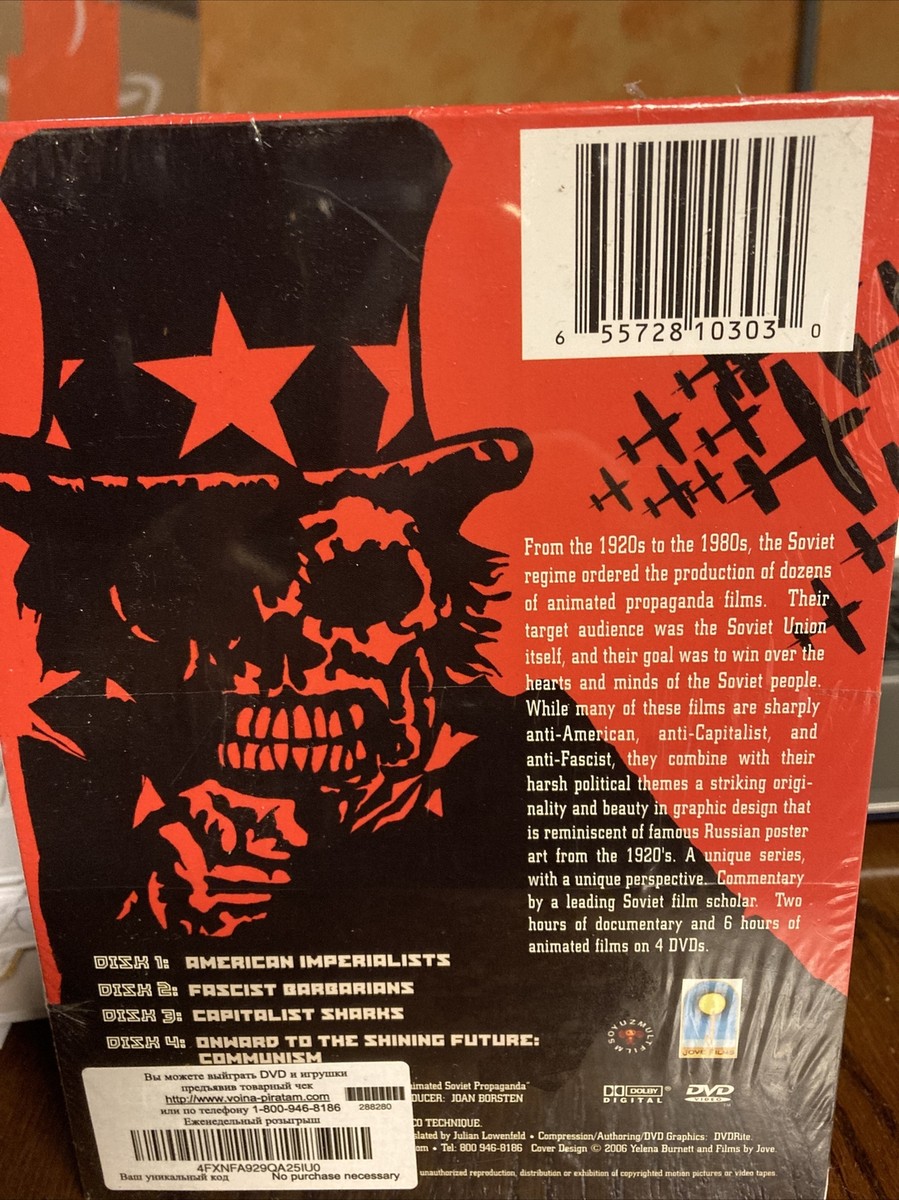 6 55728 10303 0
From the 1920s to the 1980s, the Soviet
regime ordered the production of dozens
of animated propaganda films. Their
target audience was the Soviet Union
itself, and their goal was to win over the
hearts and minds of the Soviet people.
While many of these films are sharply
anti-American, anti-Capitalist, and
anti-Fascist, they combine with their
harsh political themes a striking origi-
nality and beauty in graphic design that
is reminiscent of famous Russian poster
art from the 1920's. A unique series,
with a unique perspective. Commentary
by a leading Soviet film scholar. Two
hours of documentary and 6 hours of
animated films on 4 DVDs.
DISK 1: AMERICAN IMPERIALISTS
DISK 2: FASCIST BARBARIANS
DISK 3: CAPITALIST SHARKS
DISK 4: ONWARD TO THE SHINING FUTURE:
COMMUNISM
SOYUZMULTFILM
JOVE FILMS
DOLBY
DIGITAL
DVD
VIDEO
Вы можете выиграть DVD и игрушки
предъявив товарный чек
http://www.voina-piratam.com
или по телефону 1-800-946-8186
288280
Еженедельный розыгрыш
4FXNFA929QA25IU0
Ваш уникальный код No purchase necessary
nimated Soviet Propaganda"
DUCER: JOAN BORSTEN
CO TECHNIQUE.
slated by Julian Lowenfeld • Compression/Authoring/DVD Graphics: DVDRite.
om • Tel: 800 946-8186 Cover Design © 2006 Yelena Burnett and Films by Jove.
unauthorized reproduction, distribution or exhibition of copyrighted motion pictures or video tapes.